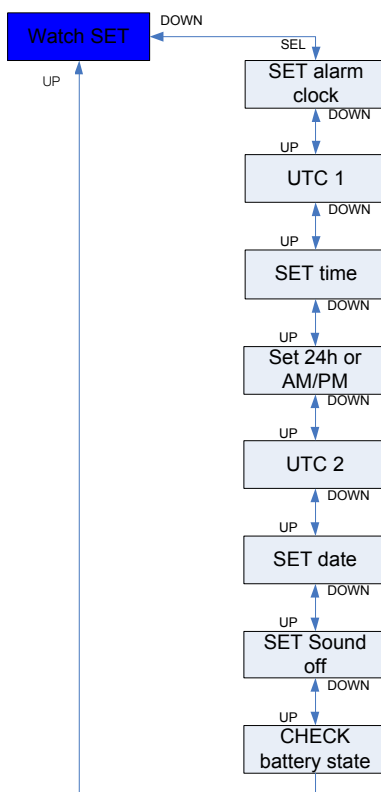 DOWN
Watch SET
SEL
UP
SET alarm
clock
DOWN
UP
UTC 1
DOWN
UP
SET time
DOWN
UP
Set 24h or
AM/PM
DOWN
UP
UTC 2
DOWN
UP
SET date
DOWN
UP
SET Sound
off
DOWN
UP
CHECK
battery state